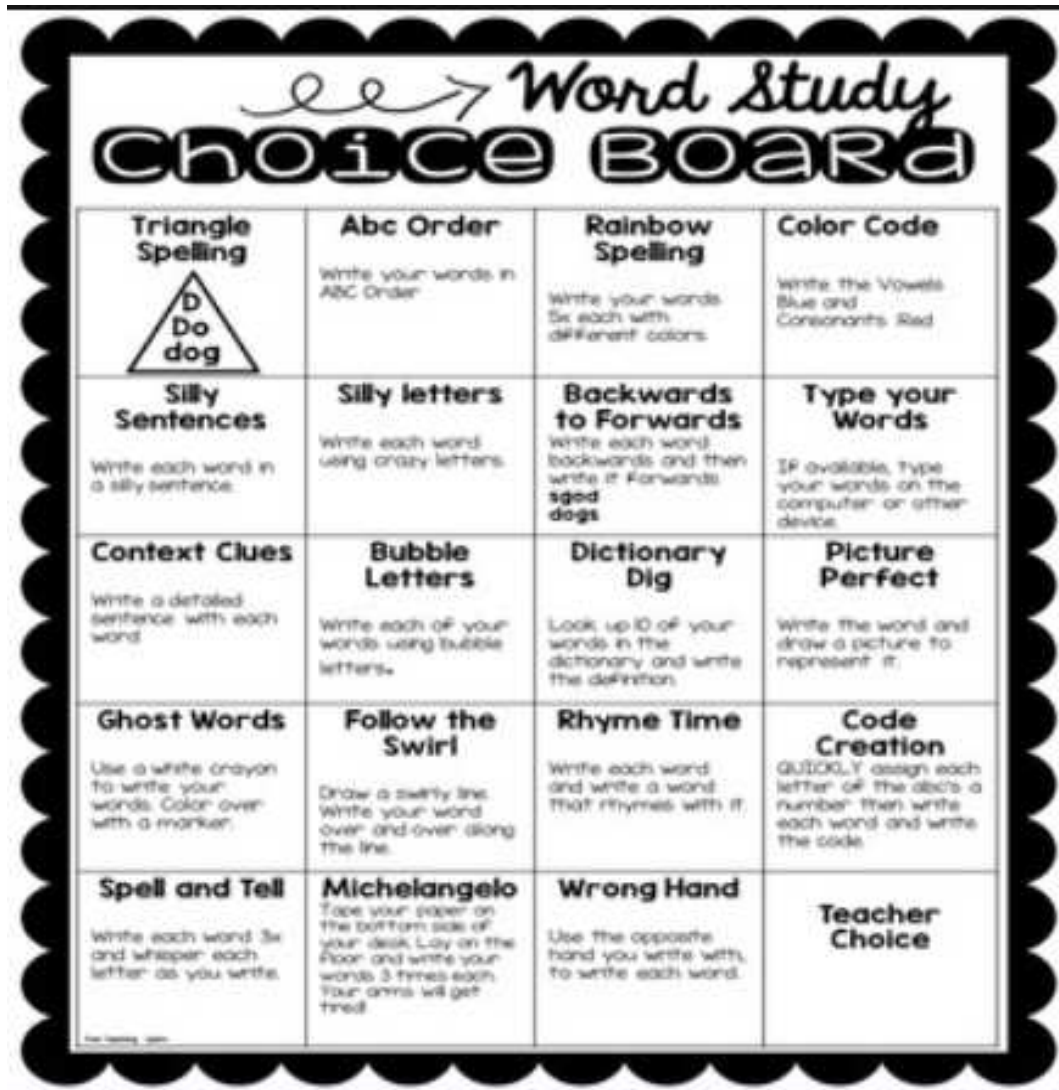 Word Study
Choice Board
Triangle
Spelling
D
Do
dog
Abc Order
Write your words in
ABC Order
Rainbow
Spelling
Write your words
5x each with
different colors
Color Code
Write the Vowels
Blue and
Consonants Red
Silly
Sentences
Write each word in
a silly sentence.
Silly letters
Write each word
using crazy letters.
Backwards
to Forwards
Write each word
backwards and then
write it Forwards
sgod
dogs
Type your
Words
IF available, type
your words on the
computer or other
device.
Context Clues
Write a detailed
sentence with each
word
Bubble
Letters
Write each of your
words using bubble
letters.
Dictionary
Dig
Look up 10 of your
words in the
dictionary and write
the definition.
Picture
Perfect
Write the word and
draw a picture to
represent it.
Ghost Words
Use a white crayon
to write your
words. Color over
with a marker.
Follow the
Swirl
Draw a swirly line.
Write your word
over and over along
the line.
Rhyme Time
Write each word
and write a word
that rhymes with it.
Code
Creation
QUICKLY assign each
letter of the abc's a
number then write
each word and write
the code.
Spell and Tell
Write each word 3x
and whisper each
letter as you write.
Michelangelo
Tape your paper on
the bottom side of
your desk. Lay on the
floor and write your
words 3 times each.
Your arms will get
tired!
Wrong Hand
Use the opposite
hand you write with,
to write each word.
Teacher
Choice